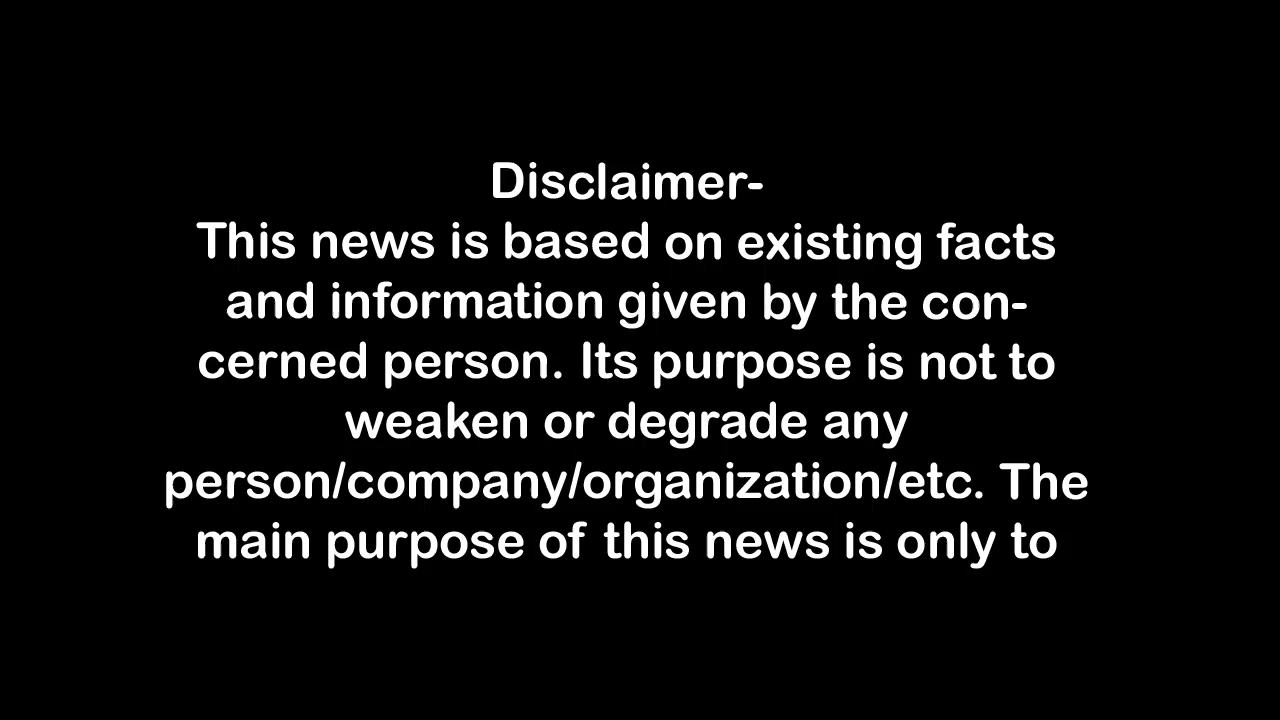 Disclaimer-
This news is based on existing facts
and information given by the con-
cerned person. Its purpose is not to
weaken or degrade any
person/company/organization/etc. The
main purpose of this news is only to